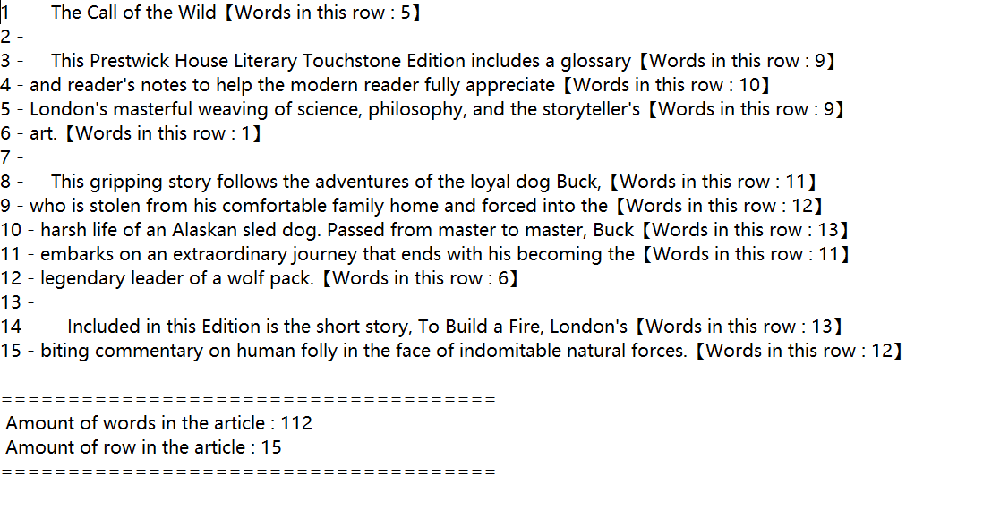 1 -     The Call of the Wild【Words in this row : 5】
2 -
3 -     This Prestwick House Literary Touchstone Edition includes a glossary【Words in this row : 9】
4 - and reader's notes to help the modern reader fully appreciate【Words in this row : 10】
5 - London's masterful weaving of science, philosophy, and the storyteller's【Words in this row : 9】
6 - art.【Words in this row : 1】
7 -
8 -     This gripping story follows the adventures of the loyal dog Buck,【Words in this row : 11】
9 - who is stolen from his comfortable family home and forced into the【Words in this row : 12】
10 - harsh life of an Alaskan sled dog. Passed from master to master, Buck【Words in this row : 13】
11 - embarks on an extraordinary journey that ends with his becoming the【Words in this row : 11】
12 - legendary leader of a wolf pack.【Words in this row : 6】
13 -
14 -      Included in this Edition is the short story, To Build a Fire, London's【Words in this row : 13】
15 - biting commentary on human folly in the face of indomitable natural forces.【Words in this row : 12】
=====================================
Amount of words in the article : 112
Amount of row in the article : 15
=====================================